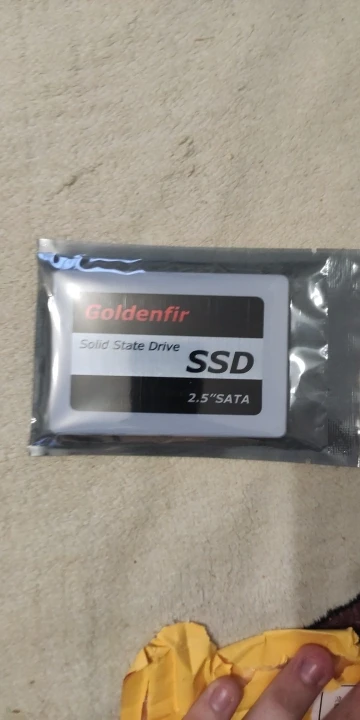 Goldenfir
Solid State Drive
SSD
2.5"SATA